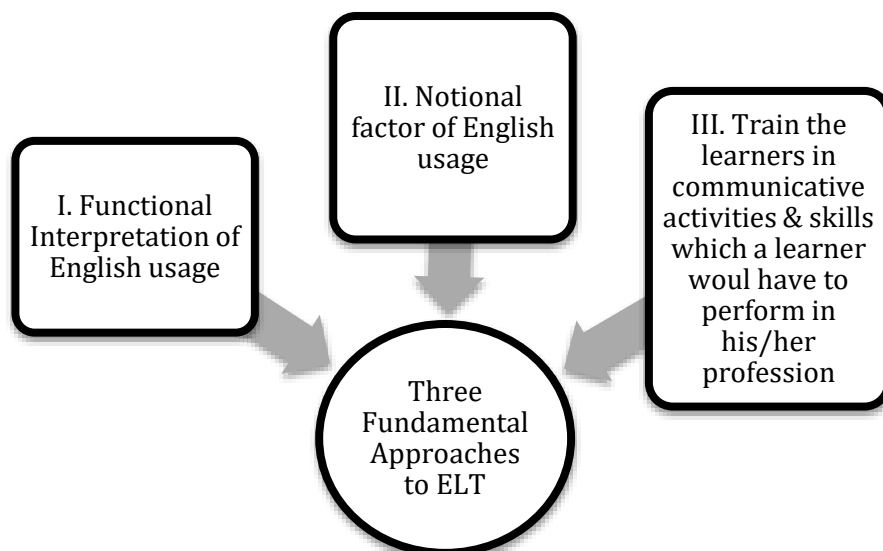 I. Functional
Interpretation of
English usage
II. Notional
factor of English
usage
III. Train the
learners in
communicative
activities & skills
which a learner
woul have to
perform in
his/her
profession
Three
Fundamental
Approaches
to ELT